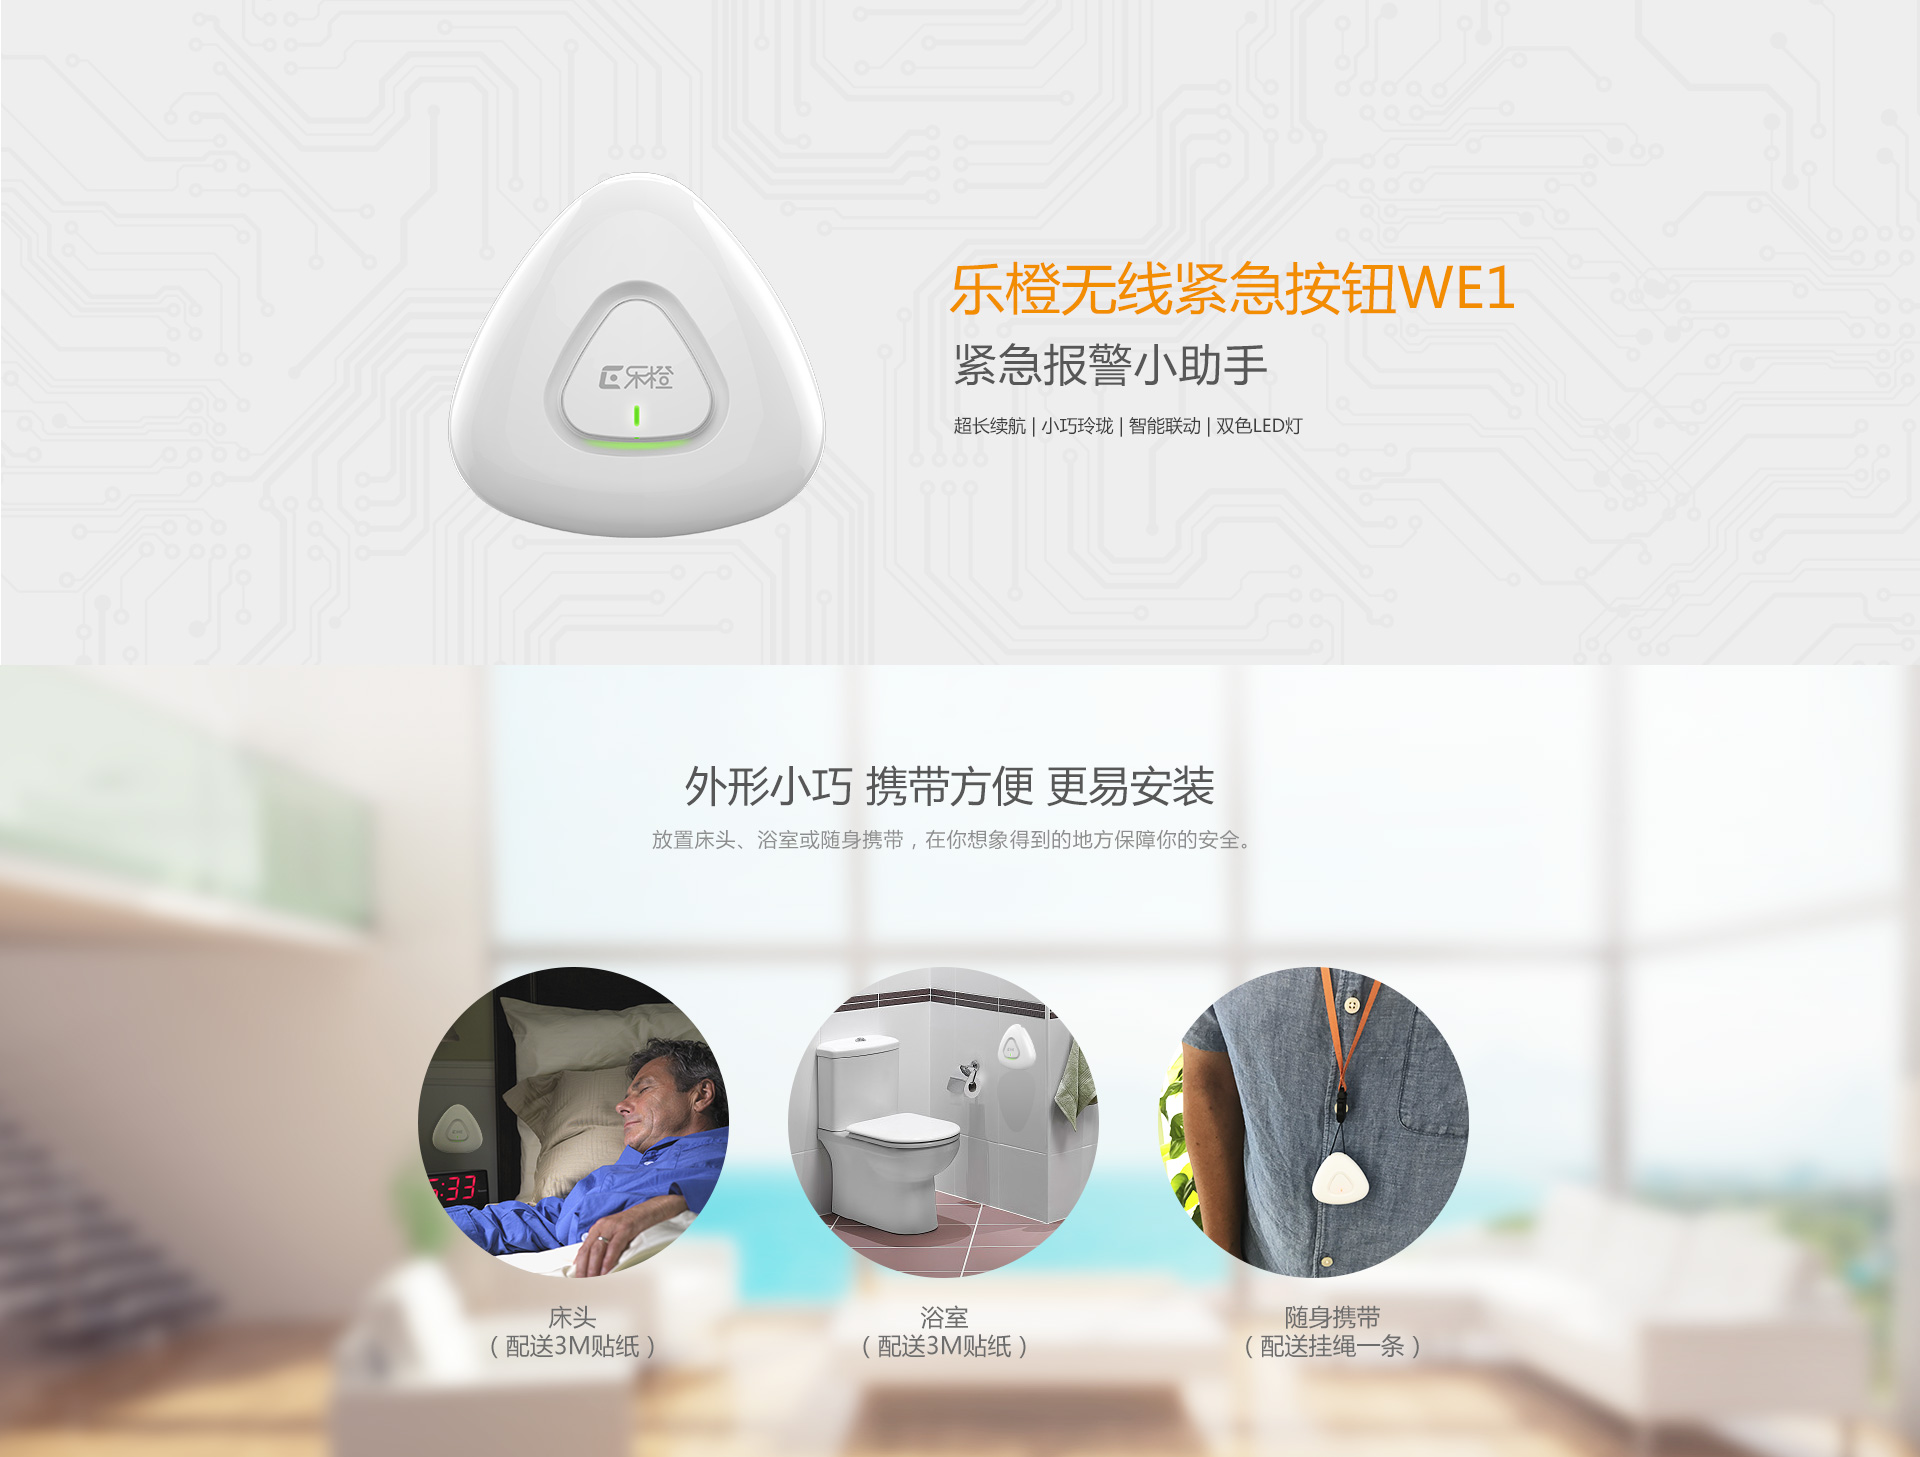 乐橙
乐橙无线紧急按钮WE1
紧急报警小助手
超长续航 | 小巧玲珑 | 智能联动 | 双色LED灯
外形小巧 携带方便 更易安装
放置床头、浴室或随身携带，在你想象得到的地方保障你的安全。
:33
床头
（配送3M贴纸）
浴室
（配送3M贴纸）
随身携带
（配送挂绳一条）